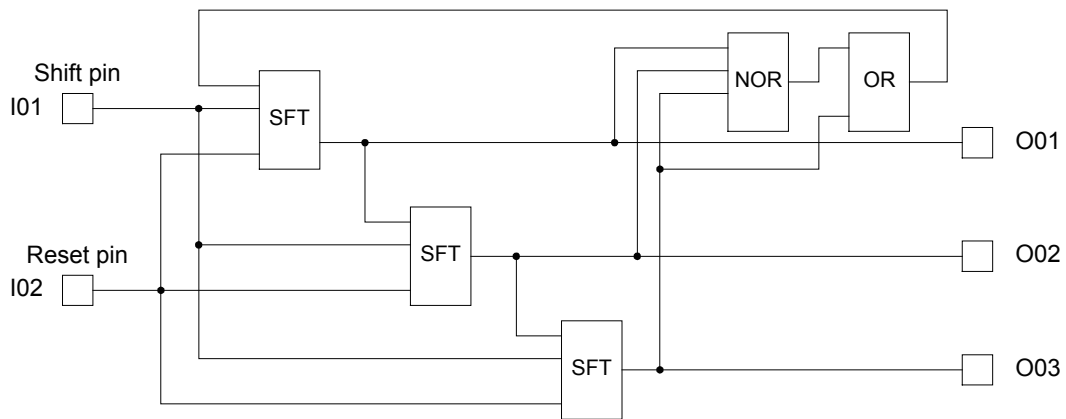 Shift pin
I01
SFT
NOR
OR
O01
Reset pin
I02
SFT
O02
SFT
O03